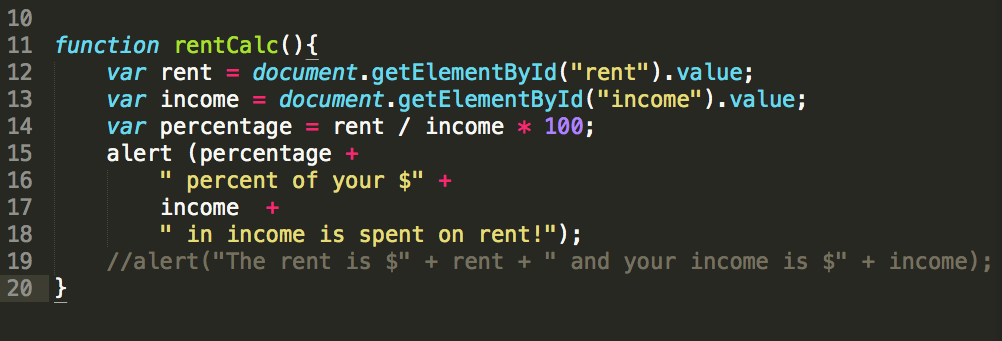 10
11 function rentCalc(){
12     var rent = document.getElementById("rent").value;
13     var income = document.getElementById("income").value;
14     var percentage = rent / income * 100;
15     alert (percentage +
16         " percent of your $" +
17         income  +
18         " in income is spent on rent!");
19     //alert("The rent is $" + rent + " and your income is $" + income);
20 }